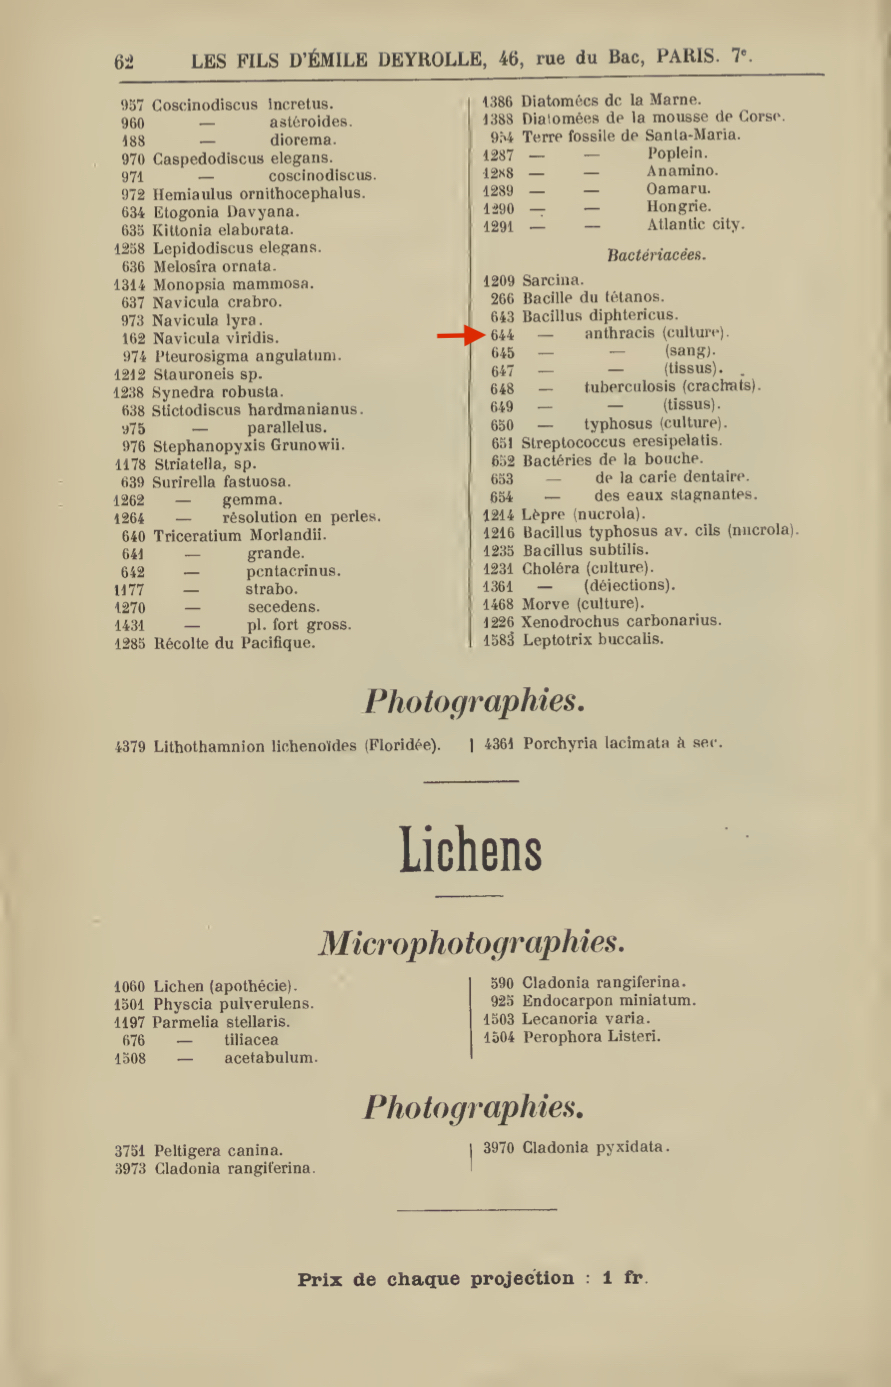 62 LES FILS D'ÉMILE DEYROLLE, 46, rue du Bac, PARIS. 7e.
957 Coscinodiscus incretus.
960 — astéroides.
188 — diorema.
970 Caspedodiscus elegans.
971 — coscinodiscus.
972 Hemiaulus ornithocephalus.
634 Etogonia Davyana.
635 Kittonia elaborata.
1258 Lepidodiscus elegans.
636 Melosira ornata.
1314 Monopsia mammosa.
637 Navicula crabro.
973 Navicula lyra.
162 Navicula viridis.
974 Pteurosigma angulatum.
1212 Stauroneis sp.
1238 Synedra robusta.
638 Stictodiscus hardmanianus.
975 — parallelus.
976 Stephanopyxis Grunowii.
1178 Striatella, sp.
639 Surirella fastuosa.
1262 — gemma.
1264 — résolution en perles.
640 Triceratium Morlandii.
641 — grande.
642 — pentacrinus.
1177 — strabo.
1270 — secedens.
1431 — pl. fort gross.
1285 Récolte du Pacifique.
1386 Diatomées de la Marne.
1388 Diatomées de la mousse de Corse.
954 Terre fossile de Santa-Maria.
1287 — — Poplein.
1288 — — Anamino.
1289 — — Oamaru.
1290 — — Hongrie.
1291 — — Atlantic city.
Bactériacées.
1209 Sarcina.
266 Bacille du tétanos.
643 Bacillus diphtericus.
644 — anthracis (culture).
645 — — (sang).
647 — — (tissus).
648 — tuberculosis (crachats).
649 — — (tissus).
650 — typhosus (culture).
651 Streptococcus eresipelatis.
652 Bactéries de la bouche.
653 — de la carie dentaire.
654 — des eaux stagnantes.
1214 Lèpre (nucrola).
1216 Bacillus typhosus av. cils (nucrola).
1235 Bacillus subtilis.
1231 Choléra (culture).
1361 — (déjections).
1468 Morve (culture).
1226 Xenodrochus carbonarius.
1583 Leptotrix buccalis.
Photographies.
4379 Lithothamnion lichenoïdes (Floridée).
4361 Porchyria lacimata à sec.
Lichens
Microphotographies.
1060 Lichen (apothécie).
1501 Physcia pulverulens.
1197 Parmelia stellaris.
676 — tiliacea
1508 — acetabulum.
590 Cladonia rangiferina.
925 Endocarpon miniatum.
1503 Lecanoria varia.
1504 Perophora Listeri.
Photographies.
3751 Peltigera canina.
3973 Cladonia rangiferina.
3970 Cladonia pyxidata.
Prix de chaque projection : 1 fr.